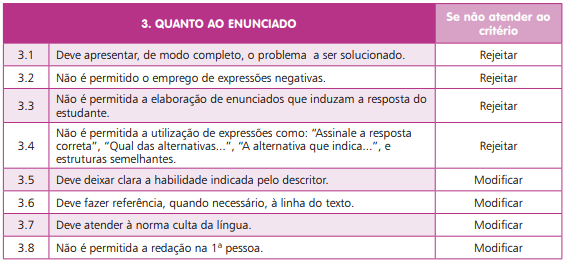 3. QUANTO AO ENUNCIADO
Se não atender ao
critério
3.1 Deve apresentar, de modo completo, o problema a ser solucionado. Rejeitar
3.2 Não é permitido o emprego de expressões negativas. Rejeitar
3.3 Não é permitida a elaboração de enunciados que induzam a resposta do
estudante. Rejeitar
3.4 Não é permitida a utilização de expressões como: “Assinale a resposta
correta”, “Qual das alternativas...”, “A alternativa que indica...”, e
estruturas semelhantes. Rejeitar
3.5 Deve deixar clara a habilidade indicada pelo descritor. Modificar
3.6 Deve fazer referência, quando necessário, à linha do texto. Modificar
3.7 Deve atender à norma culta da língua. Modificar
3.8 Não é permitida a redação na 1ª pessoa. Modificar